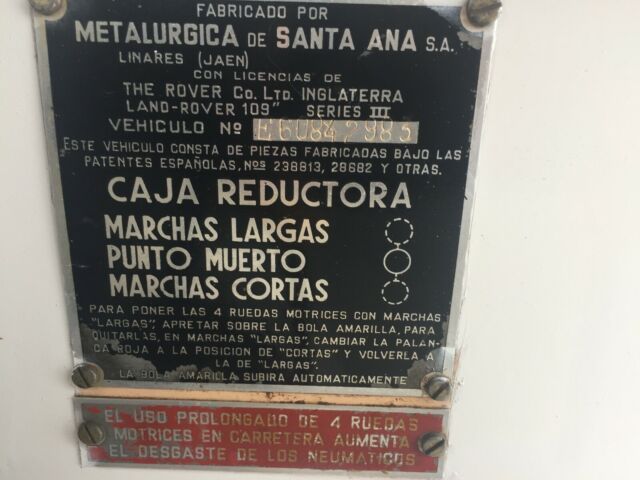 FABRICADO POR
METALURGICA DE SANTA ANA S.A.
LINARES (JAEN)
CON LICENCIAS DE
THE ROVER Co. LTD. INGLATERRA
LAND-ROVER 109" SERIES III
VEHICULO Nº E60842983
ESTE VEHICULO CONSTA DE PIEZAS FABRICADAS BAJO LAS
PATENTES ESPAÑOLAS, Nos 238813, 28682 Y OTRAS.
CAJA REDUCTORA
MARCHAS LARGAS
PUNTO MUERTO
MARCHAS CORTAS
PARA PONER LAS 4 RUEDAS MOTRICES CON MARCHAS
"LARGAS", APRETAR SOBRE LA BOLA AMARILLA, PARA
QUITARLAS, EN MARCHAS "LARGAS", CAMBIAR LA PALAN-
CA ROJA A LA POSICION DE "CORTAS" Y VOLVERLA A
LA DE "LARGAS".
LA BOLA AMARILLA SUBIRA AUTOMATICAMENTE
EL USO PROLONGADO DE 4 RUEDAS
MOTRICES EN CARRETERA AUMENTA
EL DESGASTE DE LOS NEUMATICOS